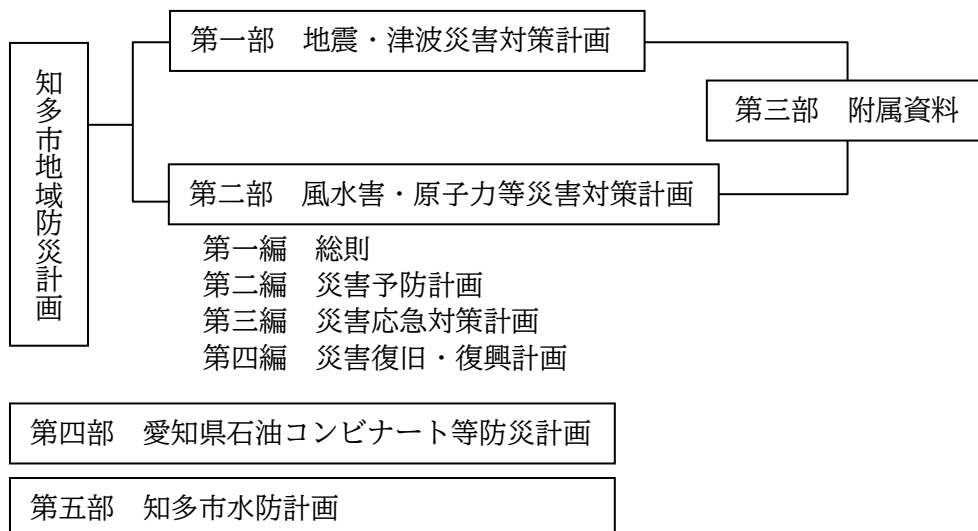 知多市地域防災計画
第一部　地震・津波災害対策計画
第三部　附属資料
第二部　風水害・原子力等災害対策計画
第一編　総則
第二編　災害予防計画
第三編　災害応急対策計画
第四編　災害復旧・復興計画
第四部　愛知県石油コンビナート等防災計画
第五部　知多市水防計画